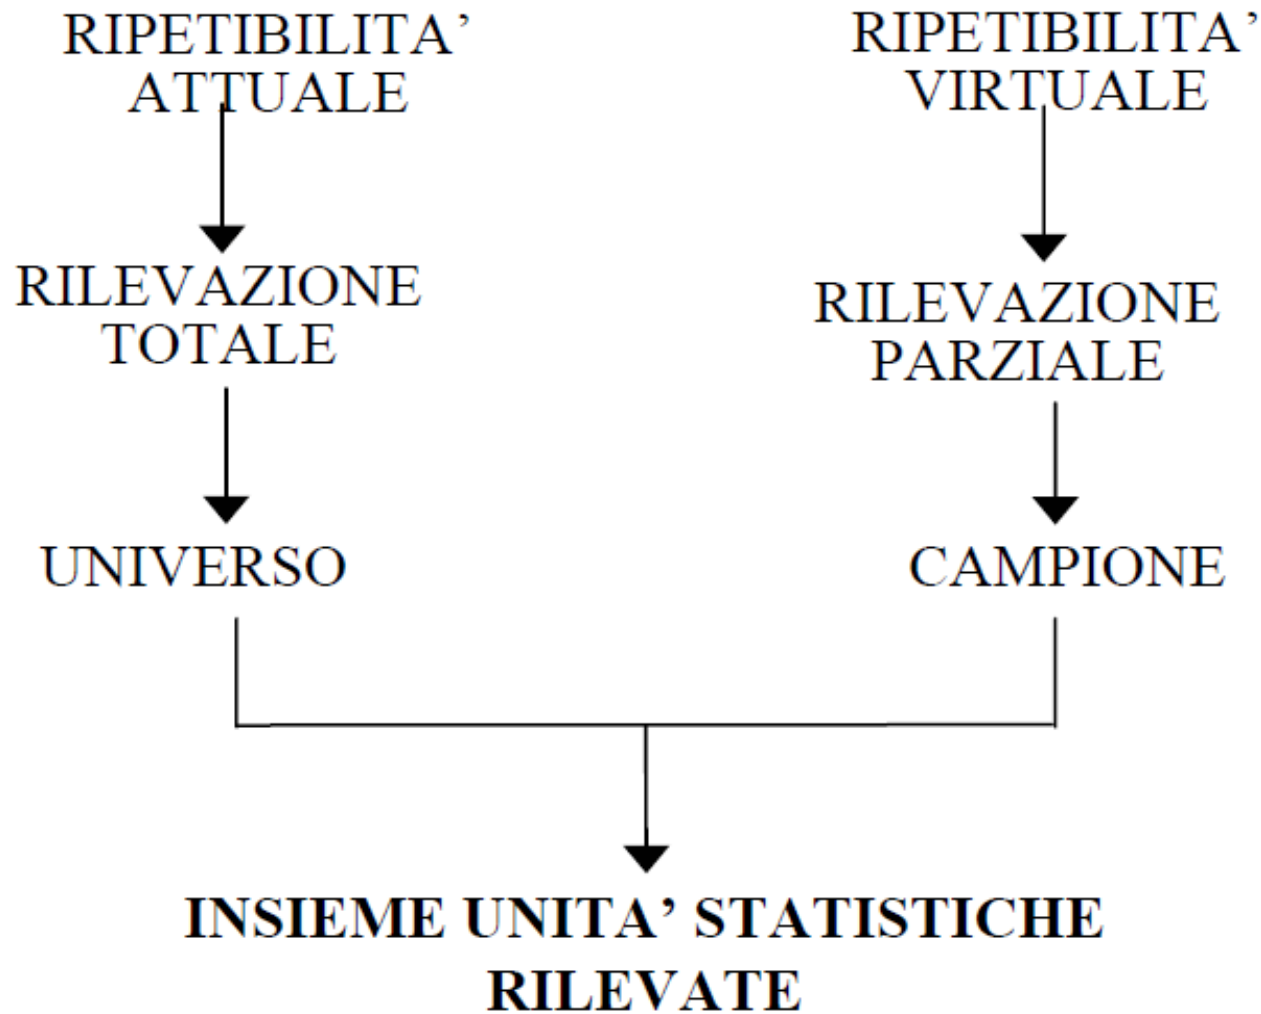 RIPETIBILITA’
ATTUALE
RIPETIBILITA’
VIRTUALE
RILEVAZIONE
TOTALE
RILEVAZIONE
PARZIALE
UNIVERSO
CAMPIONE
INSIEME UNITA’ STATISTICHE
RILEVATE